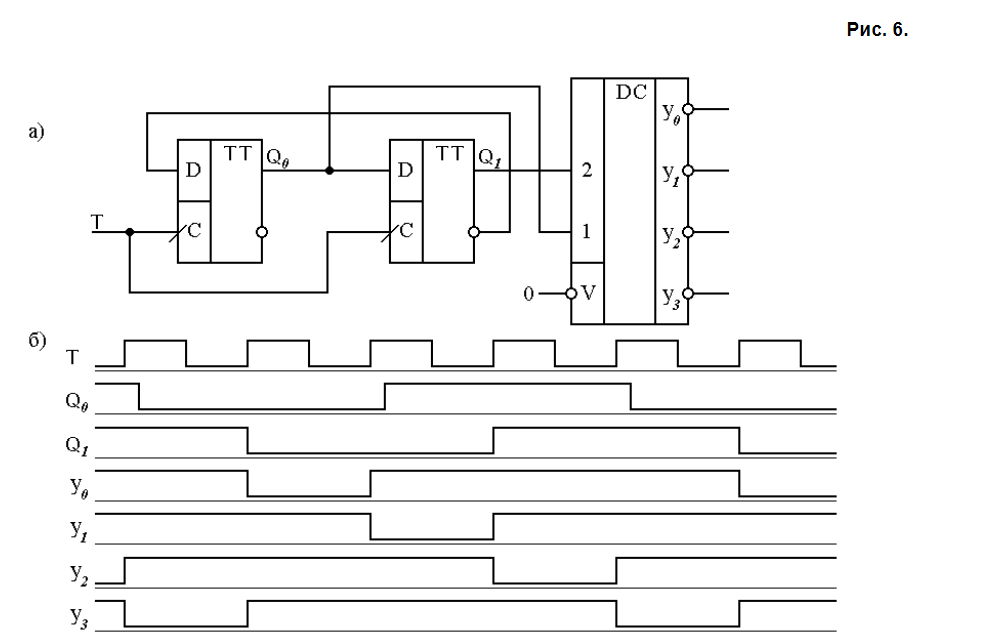 Рис. 6.
а)
DC
y0
D TT Q0
D TT Q1
2
y1
T
C
C
1
y2
0
V
y3
б)
T
Q0
Q1
y0
y1
y2
y3